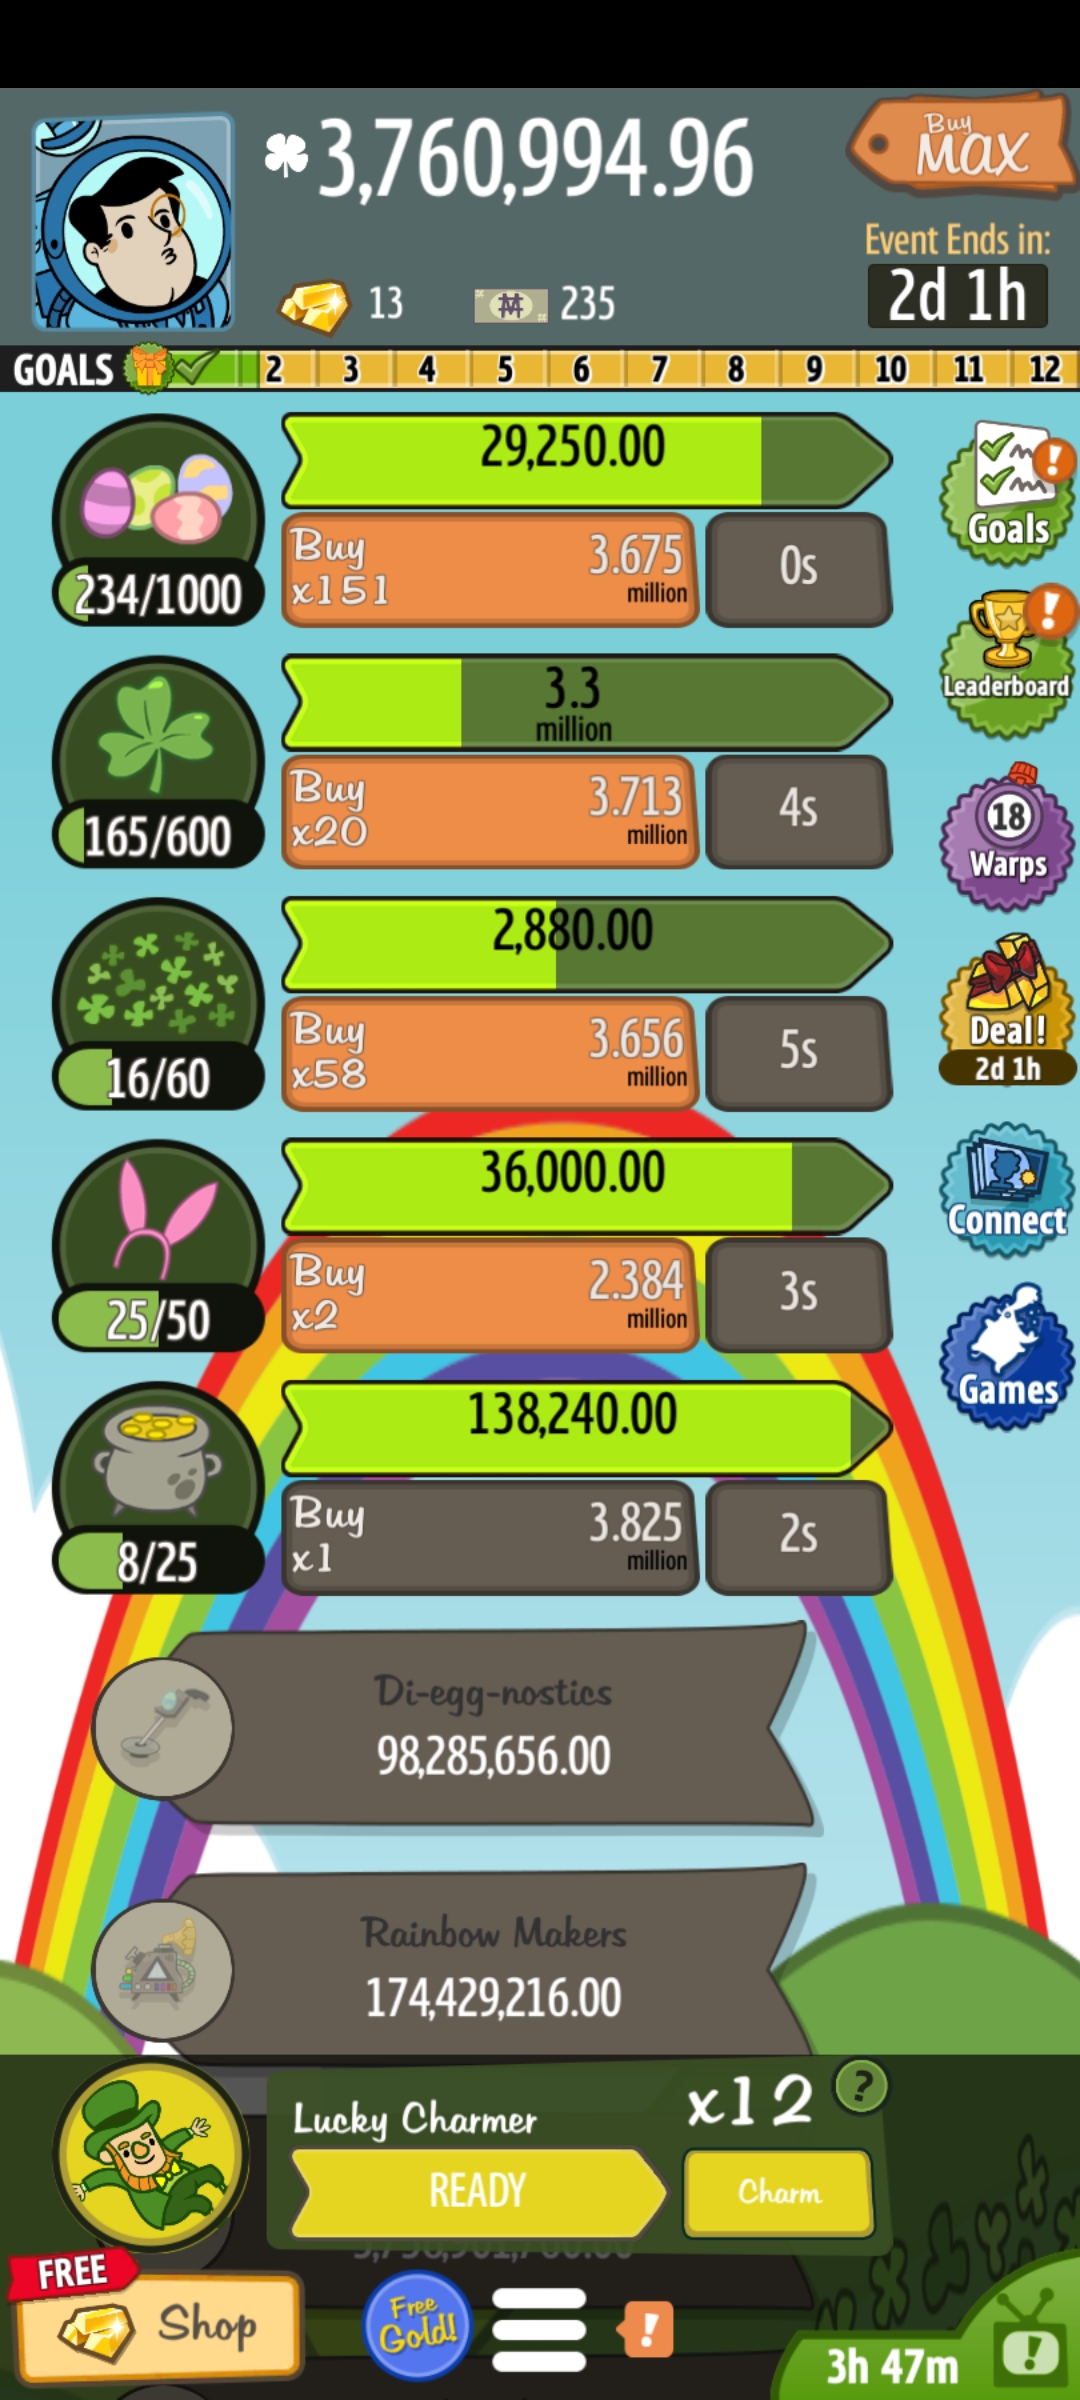 3,760,994.96
Buy
MAX
Event Ends in:
2d 1h
13
235
GOALS 2 3 4 5 6 7 8 9 10 11 12
29,250.00
234/1000
Buy
x151
3.675
million
0s
Goals
3.3
million
165/600
Buy
x20
3.713
million
4s
Leaderboard
2,880.00
16/60
Buy
x58
3.656
million
5s
18
Warps
36,000.00
25/50
Buy
x2
2.384
million
3s
Deal!
2d 1h
138,240.00
8/25
Buy
x1
3.825
million
2s
Connect
Games
Di-egg-nostics
98,285,656.00
Rainbow Makers
174,429,216.00
Lucky Charmer
x12
?
READY
Charm
FREE
Shop
Free
Gold!
!
3h 47m